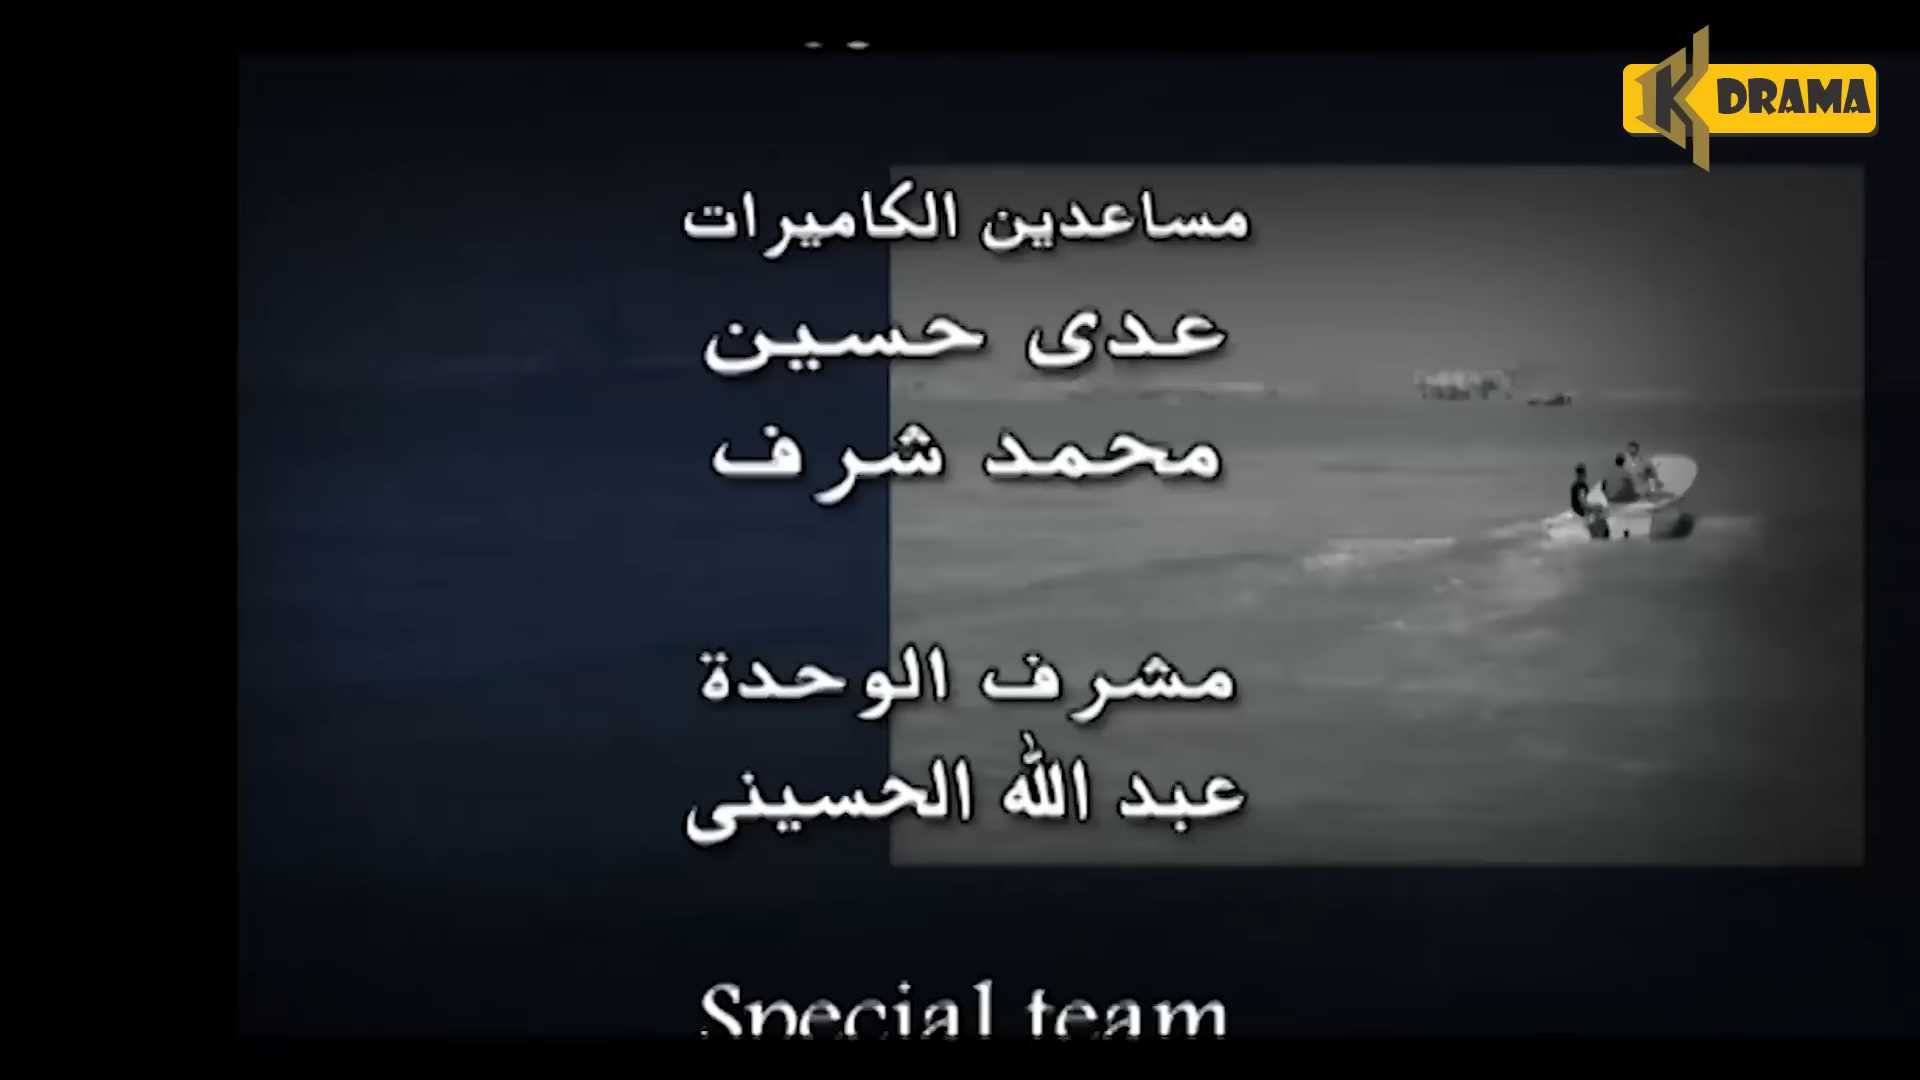 K DRAMA
مساعدين الكاميرات
عدى حسين
محمد شرف
مشرف الوحدة
عبد الله الحسينى
Special team